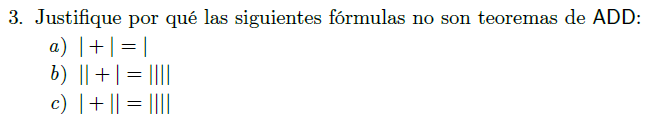 3. Justifique por qué las siguientes fórmulas no son teoremas de ADD:
a) | + | = |
b) || + | = ||||
c) | + || = ||||